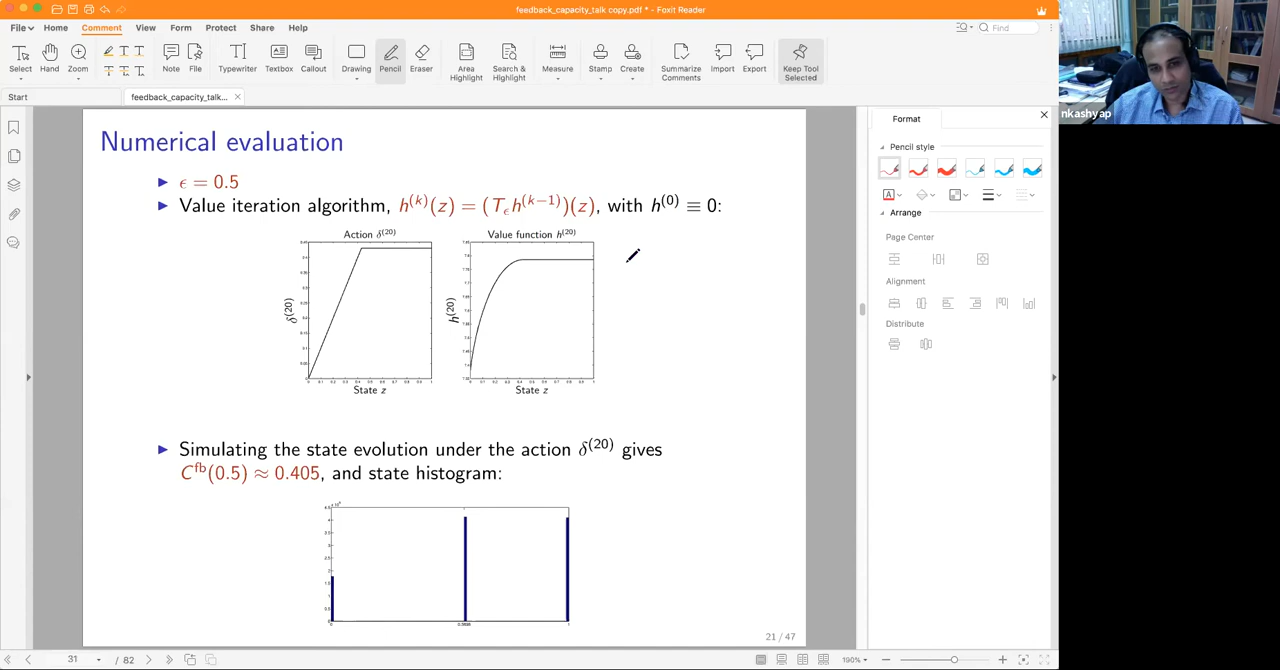 feedback_capacity_talk copy.pdf * - Foxit Reader
File Home Comment View Form Protect Share Help
Find
Select Hand Zoom Note File Typewriter Textbox Callout Drawing Pencil Eraser Area Highlight Search & Highlight Measure Stamp Create Summarize Comments Import Export Keep Tool Selected
Start feedback_capacity_talk...
nkashyap
Format
Pencil style
Arrange
Page Center
Alignment
Distribute
Numerical evaluation
ϵ = 0.5
Value iteration algorithm, h^(k)(z) = (T_ϵ h^(k−1))(z), with h^(0) ≡ 0:
Action δ^(20) Value function h^(20)
δ^(20) h^(20)
State z State z
Simulating the state evolution under the action δ^(20) gives
C^fb(0.5) ≈ 0.405, and state histogram:
21 / 47
31 / 82 190%